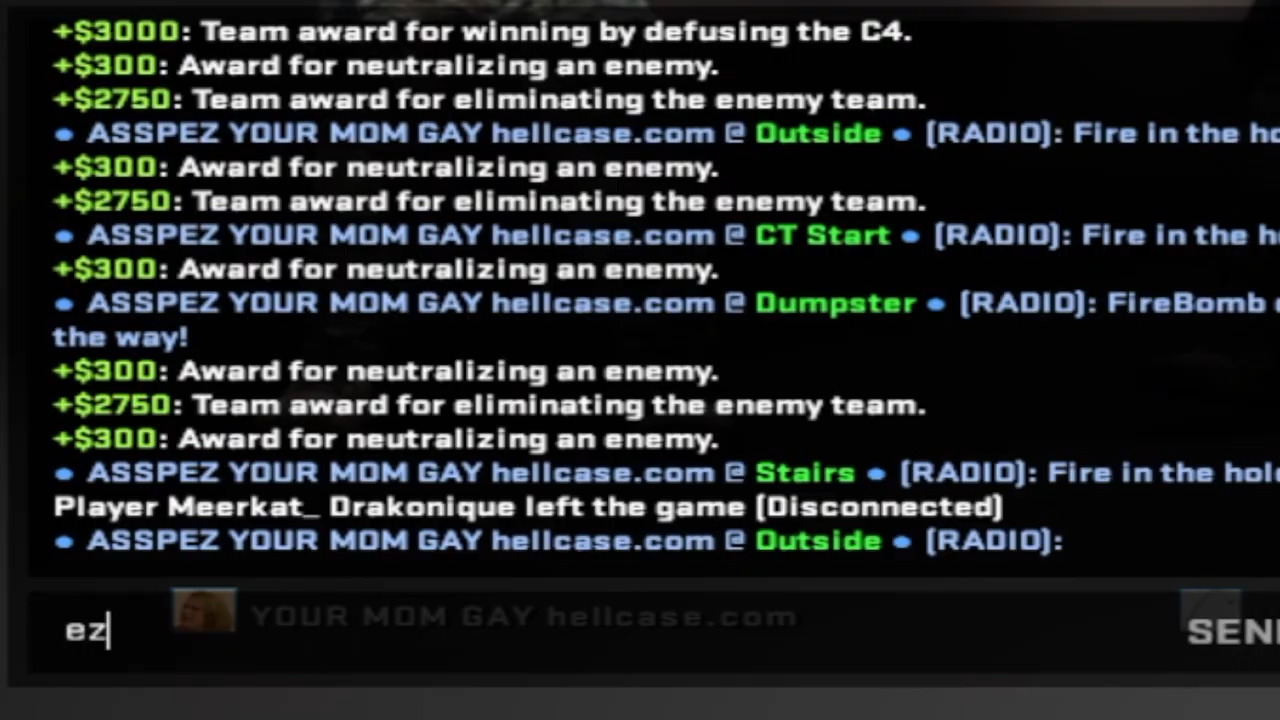 +$3000: Team award for winning by defusing the C4.
+$300: Award for neutralizing an enemy.
+$2750: Team award for eliminating the enemy team.
• ASSPEZ YOUR MOM GAY hellcase.com @ Outside • (RADIO): Fire in the ho
+$300: Award for neutralizing an enemy.
+$2750: Team award for eliminating the enemy team.
• ASSPEZ YOUR MOM GAY hellcase.com @ CT Start • (RADIO): Fire in the h
+$300: Award for neutralizing an enemy.
• ASSPEZ YOUR MOM GAY hellcase.com @ Dumpster • (RADIO): FireBomb
the way!
+$300: Award for neutralizing an enemy.
+$2750: Team award for eliminating the enemy team.
+$300: Award for neutralizing an enemy.
• ASSPEZ YOUR MOM GAY hellcase.com @ Stairs • (RADIO): Fire in the hol
Player Meerkat_ Drakonique left the game (Disconnected)
• ASSPEZ YOUR MOM GAY hellcase.com @ Outside • (RADIO):
YOUR MOM GAY hellcase.com
ez SEN